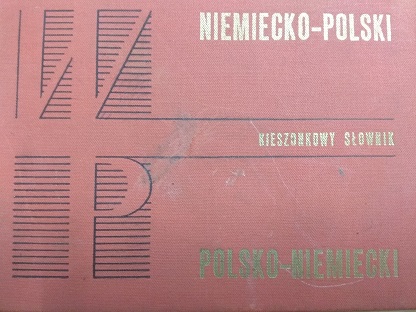 NIEMIECKO-POLSKI
KIESZONKOWY SŁOWNIK
POLSKO-NIEMIECKI